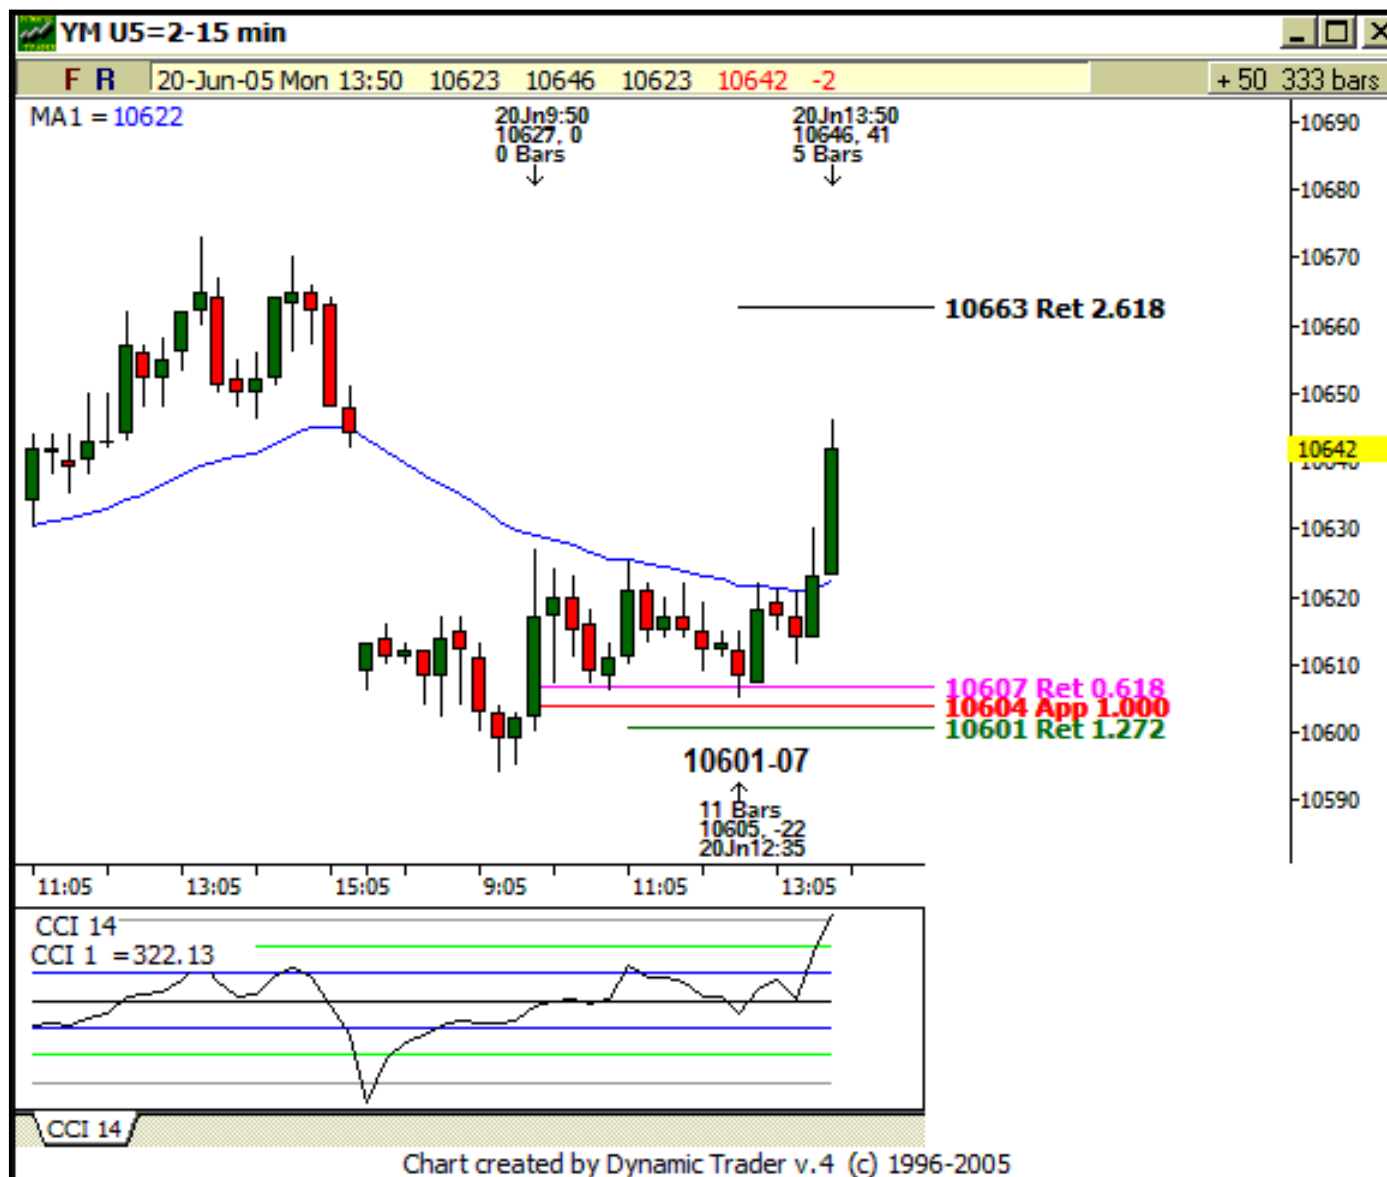 YM U5=2-15 min
F R 20-Jun-05 Mon 13:50 10623 10646 10623 10642 -2 + 50 333 bars
MA1 = 10622
20Jn9:50
10627, 0
0 Bars
20Jn13:50
10646, 41
5 Bars
10690
10680
10670
10660
10650
10642
10640
10630
10620
10610
10600
10590
10663 Ret 2.618
10607 Ret 0.618
10604 App 1.000
10601 Ret 1.272
10601-07
11 Bars
10605, -22
20Jn12:35
11:05 13:05 15:05 9:05 11:05 13:05
CCI 14
CCI 1 =322.13
CCI 14
Chart created by Dynamic Trader v.4 (c) 1996-2005